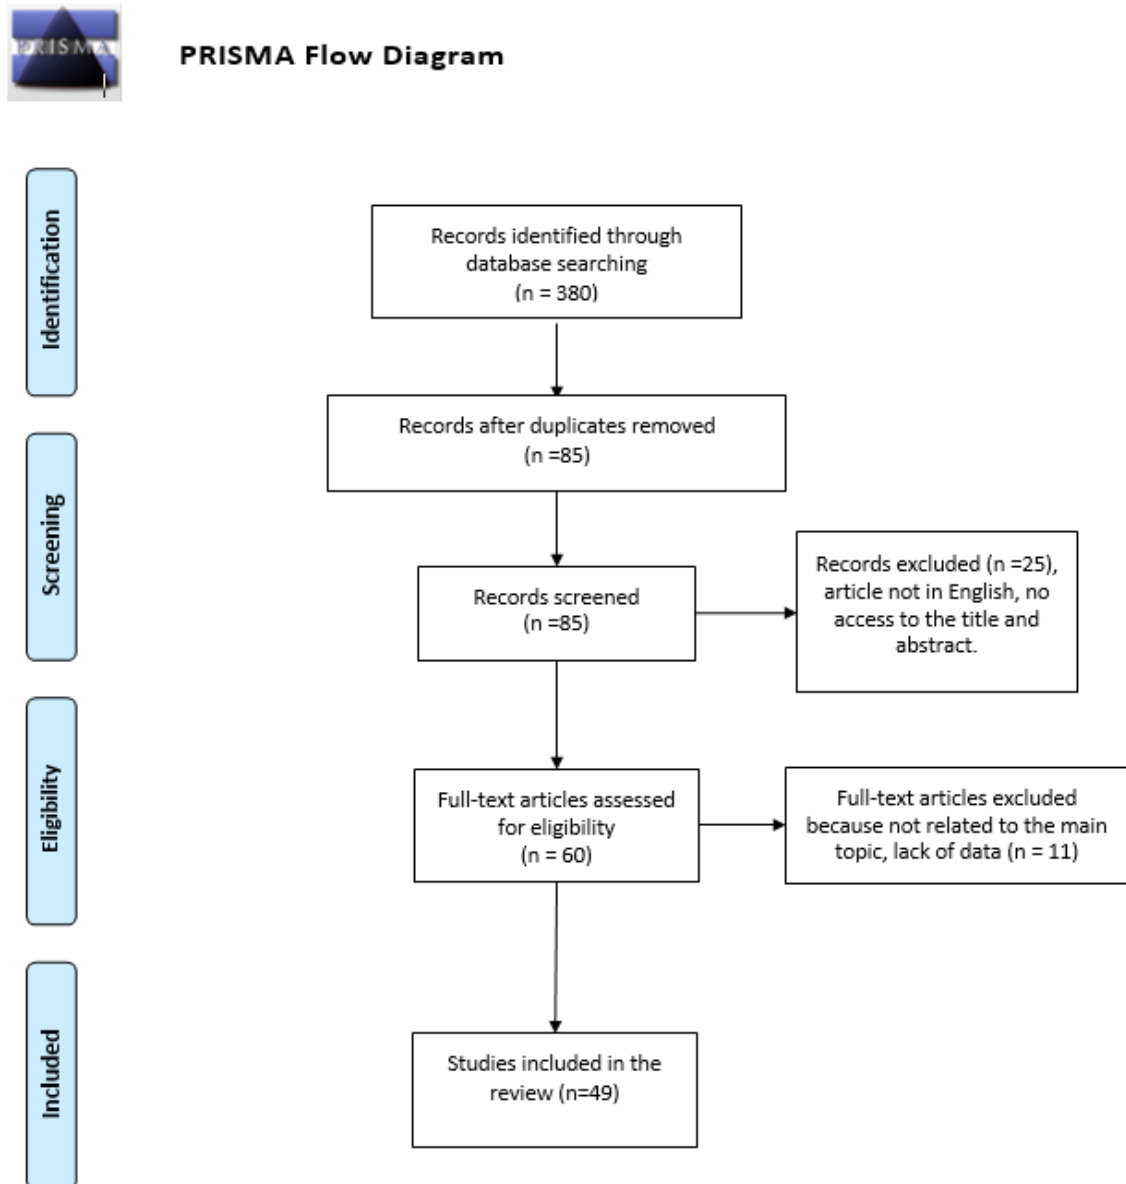 PRISMA
PRISMA Flow Diagram
Identification
Records identified through
database searching
(n = 380)
Records after duplicates removed
(n =85)
Screening
Records screened
(n =85)
Records excluded (n =25),
article not in English, no
access to the title and
abstract.
Eligibility
Full-text articles assessed
for eligibility
(n = 60)
Full-text articles excluded
because not related to the main
topic, lack of data (n = 11)
Included
Studies included in the
review (n=49)